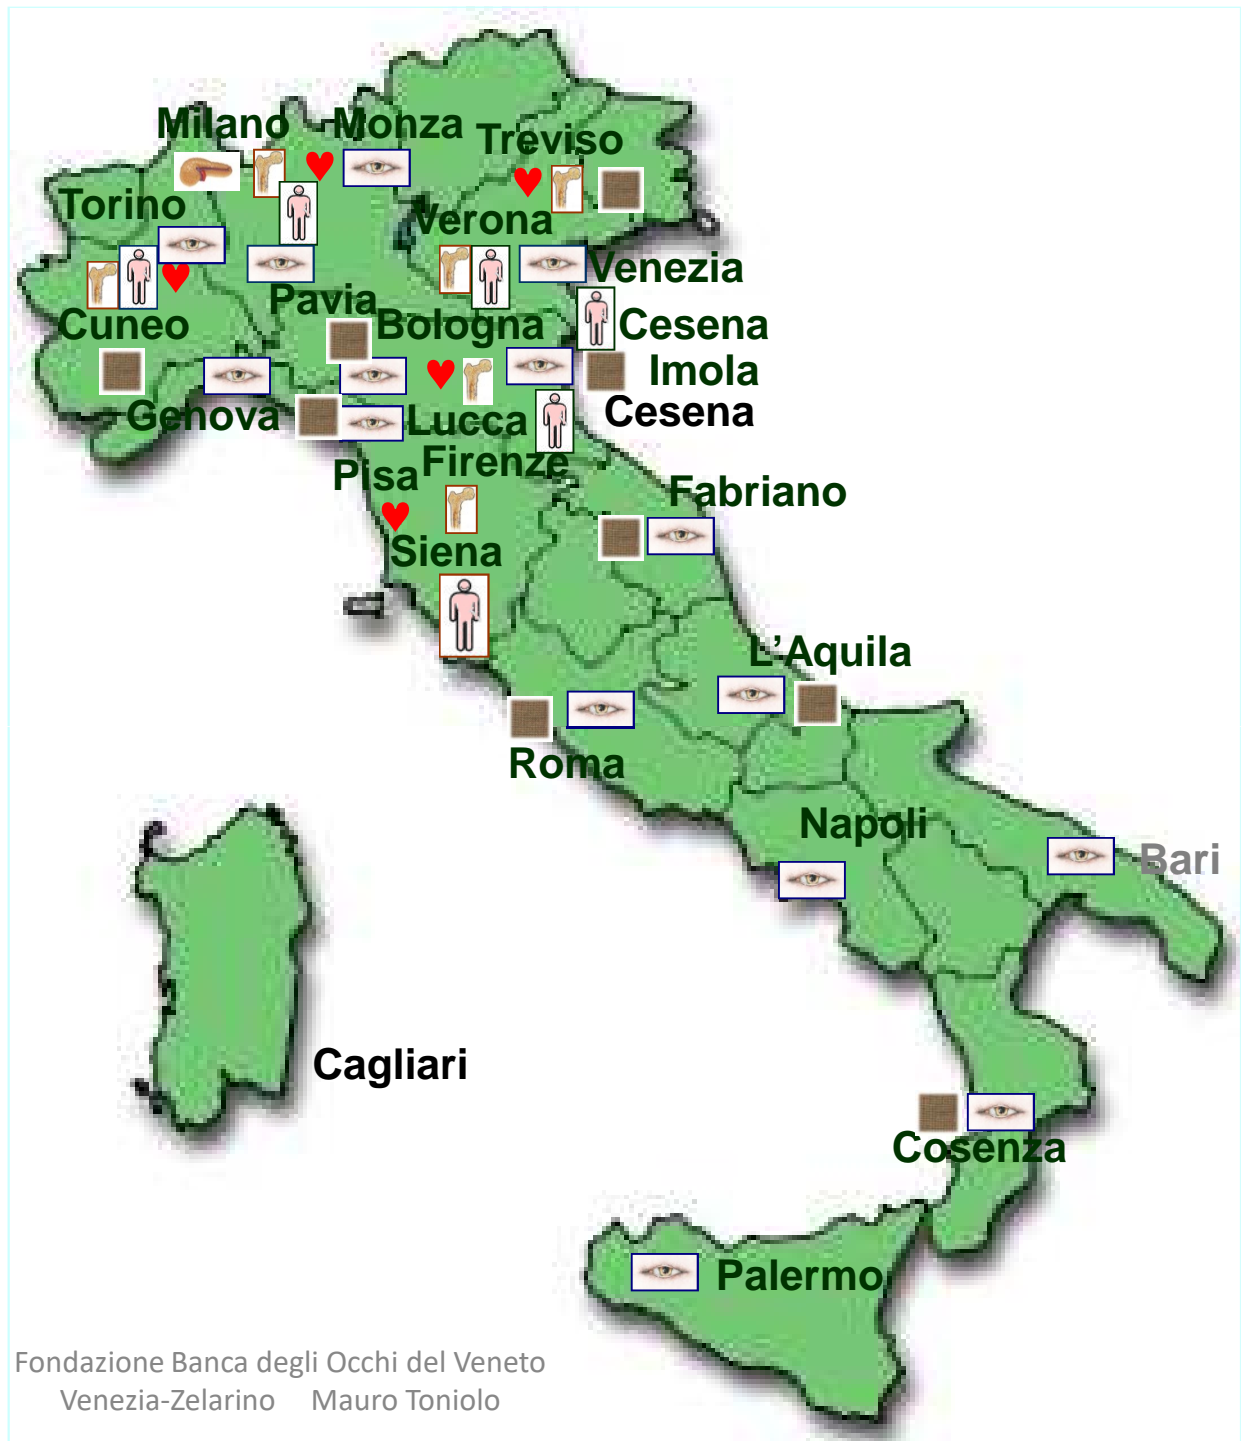 Milano
Monza
Treviso
Torino
Verona
Venezia
Pavia
Cuneo
Bologna
Cesena
Imola
Genova
Lucca
Cesena
Pisa
Firenze
Fabriano
Siena
L’Aquila
Roma
Napoli
Bari
Cagliari
Cosenza
Palermo
Fondazione Banca degli Occhi del Veneto
Venezia-Zelarino Mauro Toniolo